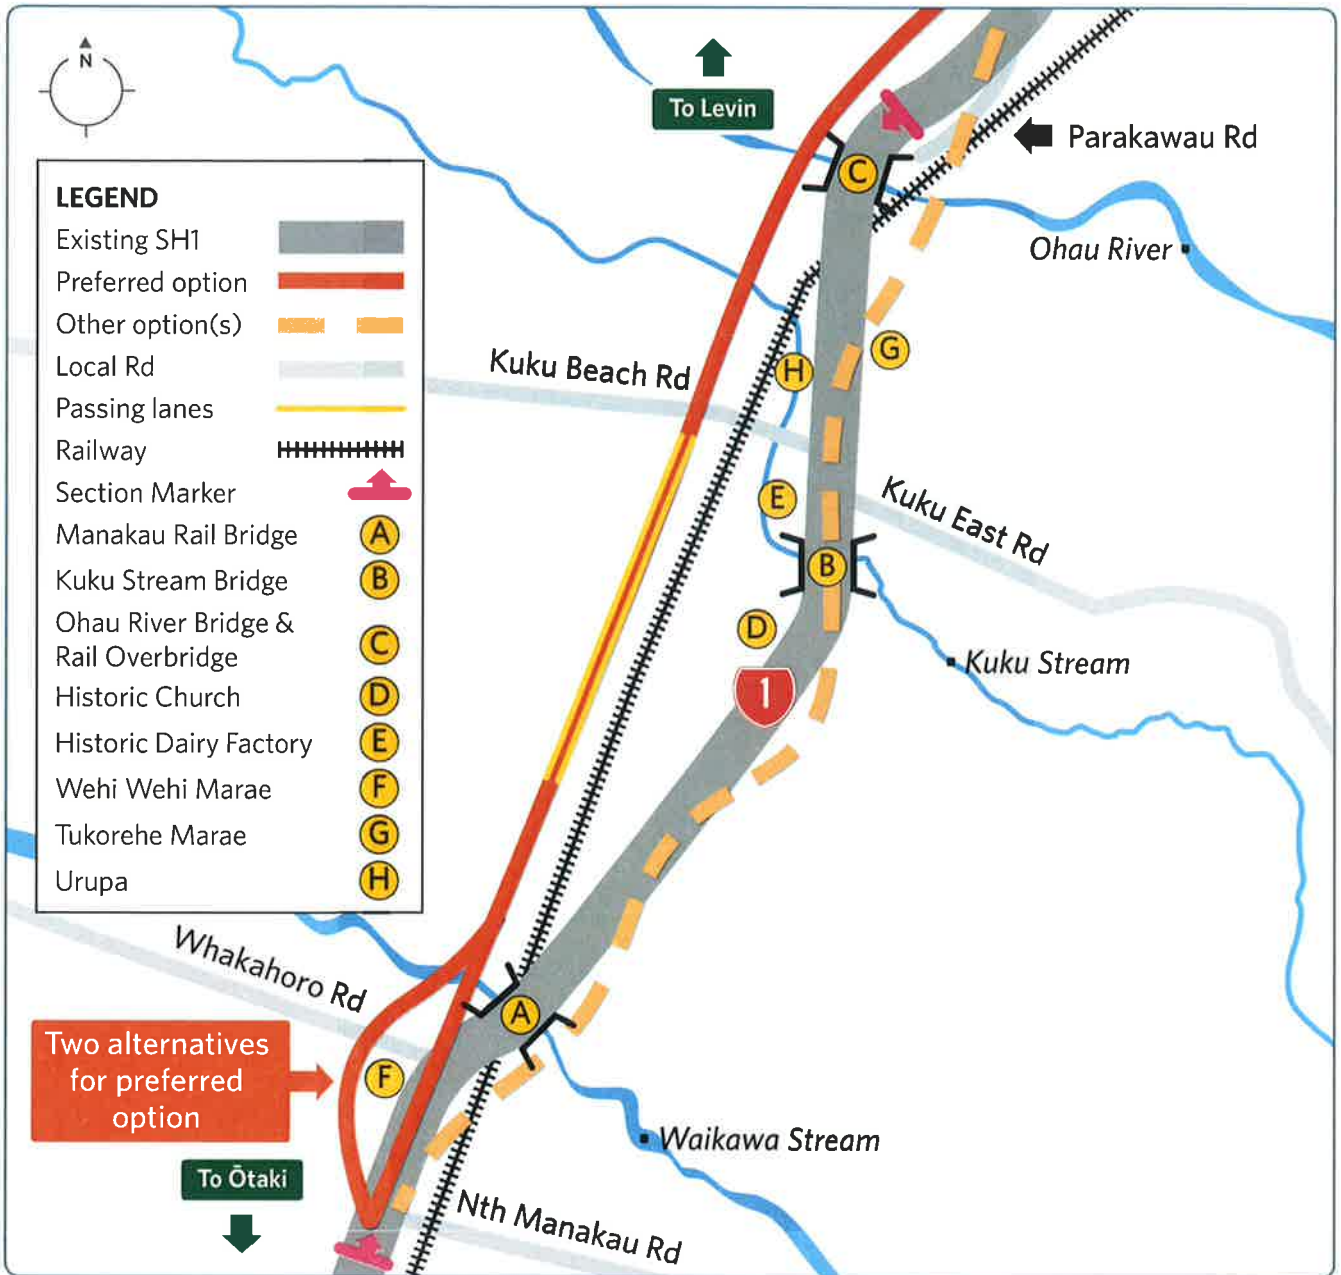 N
To Levin
Parakawau Rd
LEGEND
Existing SH1
Preferred option
Other option(s)
Local Rd
Passing lanes
Railway
Section Marker
Manakau Rail Bridge A
Kuku Stream Bridge B
Ohau River Bridge &
Rail Overbridge C
Historic Church D
Historic Dairy Factory E
Wehi Wehi Marae F
Tukorehe Marae G
Urupa H
C
Ohau River
G
Kuku Beach Rd
H
E
Kuku East Rd
B
D
Kuku Stream
1
Whakahoro Rd
A
Two alternatives
for preferred
option
F
Waikawa Stream
To Ōtaki
Nth Manakau Rd